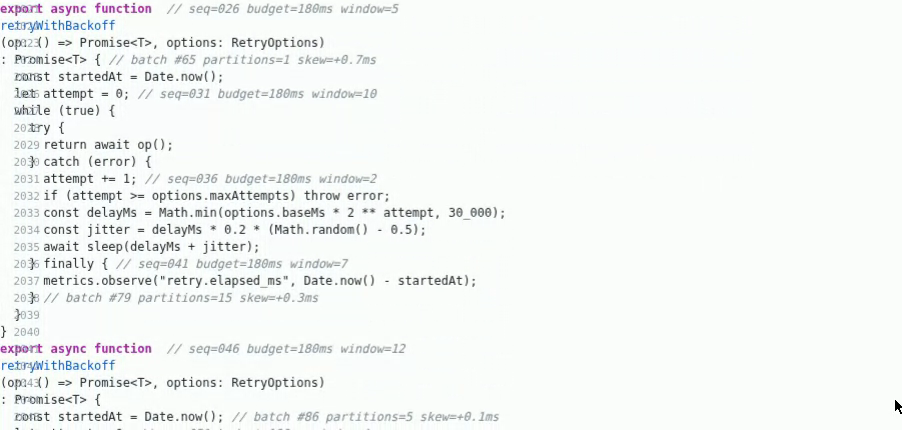 export async function  // seq=026 budget=180ms window=5
retryWithBackoff
(op: () => Promise<T>, options: RetryOptions)
: Promise<T> { // batch #65 partitions=1 skew=+0.7ms
const startedAt = Date.now();
let attempt = 0; // seq=031 budget=180ms window=10
while (true) {
try {
2029 return await op();
2030 } catch (error) {
2031 attempt += 1; // seq=036 budget=180ms window=2
2032 if (attempt >= options.maxAttempts) throw error;
2033 const delayMs = Math.min(options.baseMs * 2 ** attempt, 30_000);
2034 const jitter = delayMs * 0.2 * (Math.random() - 0.5);
2035 await sleep(delayMs + jitter);
2036 } finally { // seq=041 budget=180ms window=7
2037 metrics.observe("retry.elapsed_ms", Date.now() - startedAt);
2038 } // batch #79 partitions=15 skew=+0.3ms
} 2039
} 2040
export async function  // seq=046 budget=180ms window=12
retryWithBackoff
(op: () => Promise<T>, options: RetryOptions)
: Promise<T> {
const startedAt = Date.now(); // batch #86 partitions=5 skew=+0.1ms